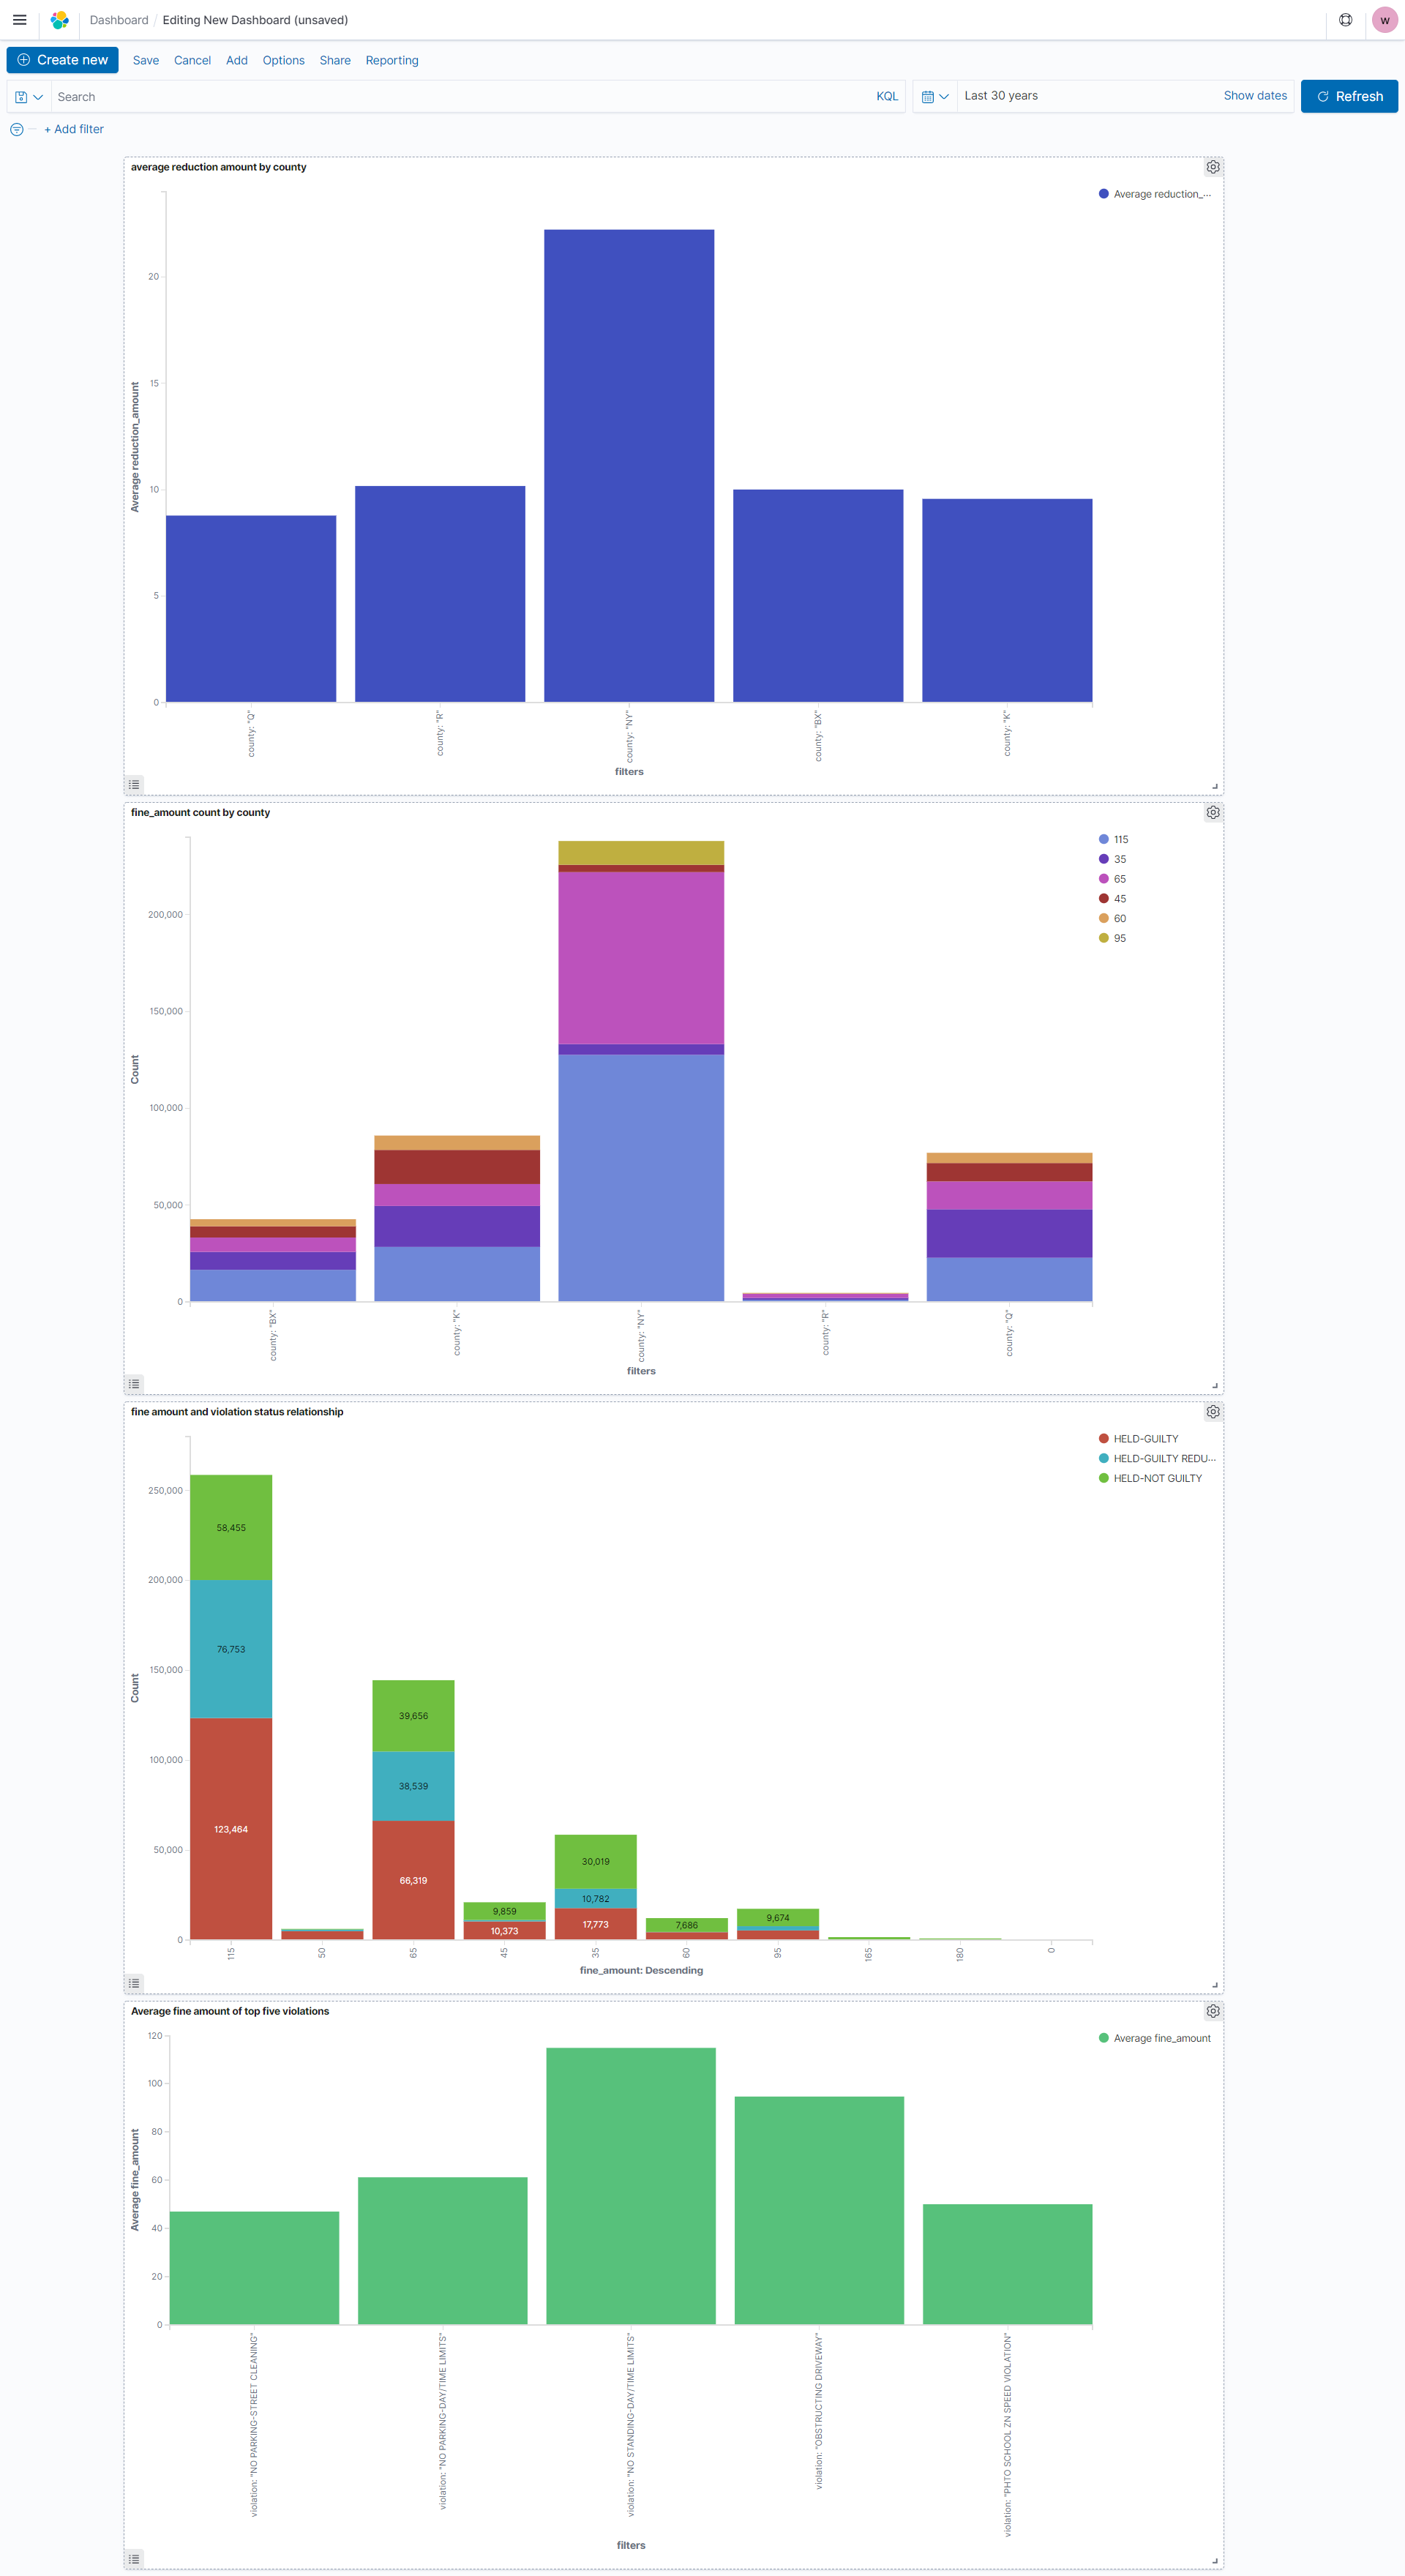 Dashboard / Editing New Dashboard (unsaved)
w
Create new Save Cancel Add Options Share Reporting
Search KQL Last 30 years Show dates Refresh
+ Add filter
average reduction amount by county
Average reduction_...
20
15
10
5
0
Average reduction_amount
county: "Q"
county: "R"
county: "NY"
county: "BX"
county: "K"
filters
fine_amount count by county
115
35
65
45
60
95
200,000
150,000
100,000
50,000
0
Count
county: "BX"
county: "K"
county: "NY"
county: "R"
county: "Q"
filters
fine amount and violation status relationship
HELD-GUILTY
HELD-GUILTY REDU...
HELD-NOT GUILTY
250,000
200,000
150,000
100,000
50,000
0
Count
58,455
76,753
123,464
39,656
38,539
66,319
9,859
10,373
30,019
10,782
17,773
7,686
9,674
115
50
65
45
35
60
95
165
180
0
fine_amount: Descending
Average fine amount of top five violations
Average fine_amount
120
100
80
60
40
20
0
Average fine_amount
violation: "NO PARKING-STREET CLEANING"
violation: "NO PARKING-DAY/TIME LIMITS"
violation: "NO STANDING-DAY/TIME LIMITS"
violation: "OBSTRUCTING DRIVEWAY"
violation: "PHTO SCHOOL ZN SPEED VIOLATION"
filters